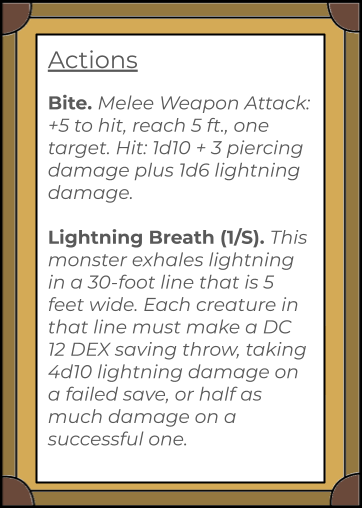 Actions
Bite. Melee Weapon Attack:
+5 to hit, reach 5 ft., one
target. Hit: 1d10 + 3 piercing
damage plus 1d6 lightning
damage.
Lightning Breath (1/S). This
monster exhales lightning
in a 30-foot line that is 5
feet wide. Each creature in
that line must make a DC
12 DEX saving throw, taking
4d10 lightning damage on
a failed save, or half as
much damage on a
successful one.